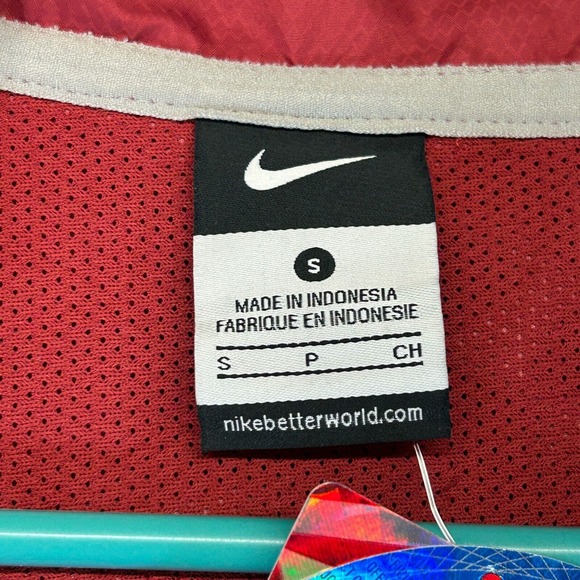 S
MADE IN INDONESIA
FABRIQUE EN INDONESIE
S P CH
nikebetterworld.com